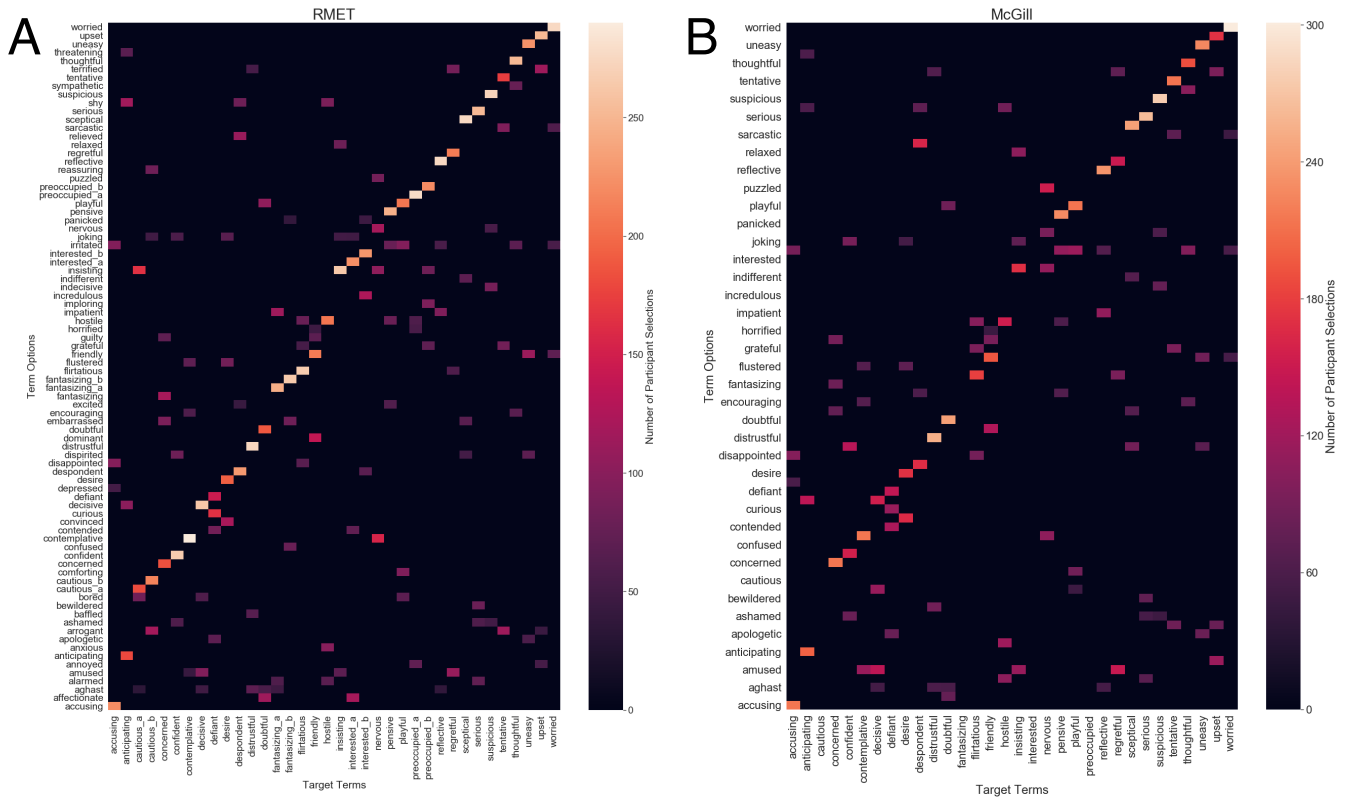 A
RMET
worried
upset
uneasy
threatening
thoughtful
terrified
tentative
sympathetic
suspicious
shy
serious
sceptical
sarcastic
relieved
relaxed
regretful
reflective
reassuring
puzzled
preoccupied_b
preoccupied_a
playful
pensive
panicked
nervous
joking
irritated
interested_b
interested_a
insisting
indifferent
indecisive
incredulous
imploring
impatient
hostile
horrified
guilty
grateful
friendly
flustered
flirtatious
fantasizing_b
fantasizing_a
fantasizing
excited
encouraging
embarrassed
doubtful
dominant
distrustful
dispirited
disappointed
despondent
desire
depressed
defiant
decisive
curious
convinced
contended
contemplative
confused
confident
concerned
comforting
cautious_b
cautious_a
bored
bewildered
baffled
ashamed
arrogant
apologetic
anxious
anticipating
annoyed
amused
alarmed
aghast
affectionate
accusing
Term Options
accusing
anticipating
cautious_a
cautious_b
concerned
confident
contemplative
decisive
defiant
desire
despondent
distrustful
doubtful
fantasizing_a
fantasizing_b
flirtatious
friendly
hostile
insisting
interested_a
interested_b
nervous
pensive
playful
preoccupied_a
preoccupied_b
reflective
regretful
sceptical
serious
suspicious
tentative
thoughtful
uneasy
upset
worried
Target Terms
250
200
150
100
50
0
Number of Participant Selections
B
McGill
worried
uneasy
thoughtful
tentative
suspicious
serious
sarcastic
relaxed
reflective
puzzled
playful
panicked
joking
interested
indifferent
incredulous
impatient
horrified
grateful
flustered
fantasizing
encouraging
doubtful
distrustful
disappointed
desire
defiant
curious
contended
confused
concerned
cautious
bewildered
ashamed
apologetic
anticipating
amused
aghast
accusing
Term Options
accusing
anticipating
cautious
concerned
confident
contemplative
decisive
defiant
desire
despondent
distrustful
doubtful
fantasizing
flirtatious
friendly
hostile
insisting
interested
nervous
pensive
playful
preoccupied
reflective
regretful
sceptical
serious
suspicious
tentative
thoughtful
uneasy
upset
worried
Target Terms
300
240
180
120
60
0
Number of Participant Selections